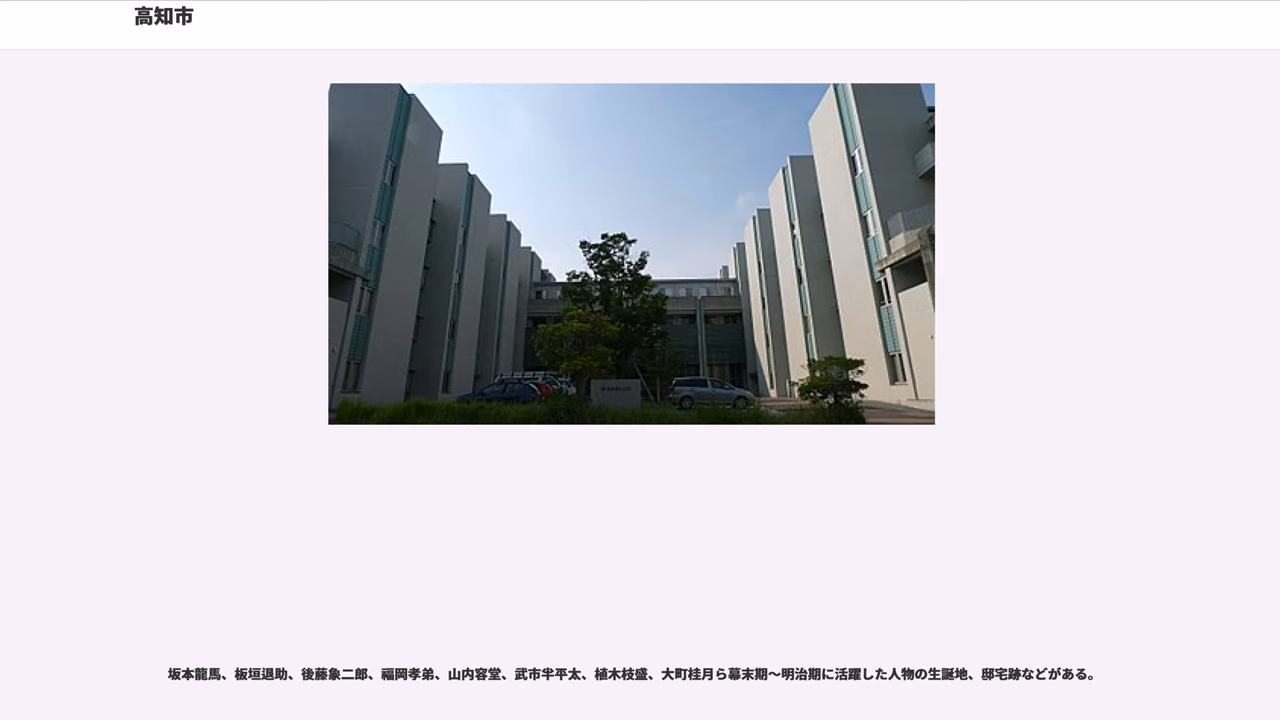 高知市
坂本龍馬、板垣退助、後藤象二郎、福岡孝弟、山内容堂、武市半平太、植木枝盛、大町桂月ら幕末期〜明治期に活躍した人物の生誕地、邸宅跡などがある。